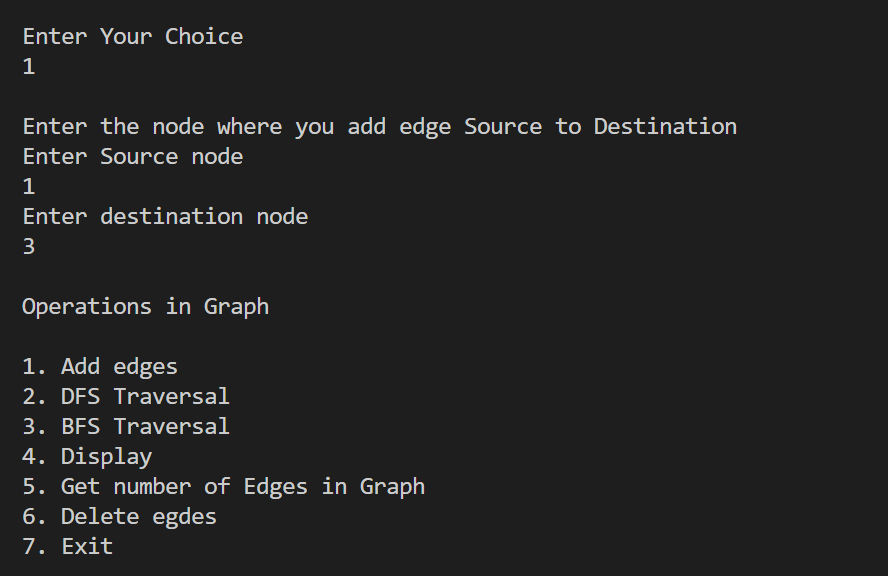 Enter Your Choice
1
Enter the node where you add edge Source to Destination
Enter Source node
1
Enter destination node
3
Operations in Graph
1. Add edges
2. DFS Traversal
3. BFS Traversal
4. Display
5. Get number of Edges in Graph
6. Delete egdes
7. Exit